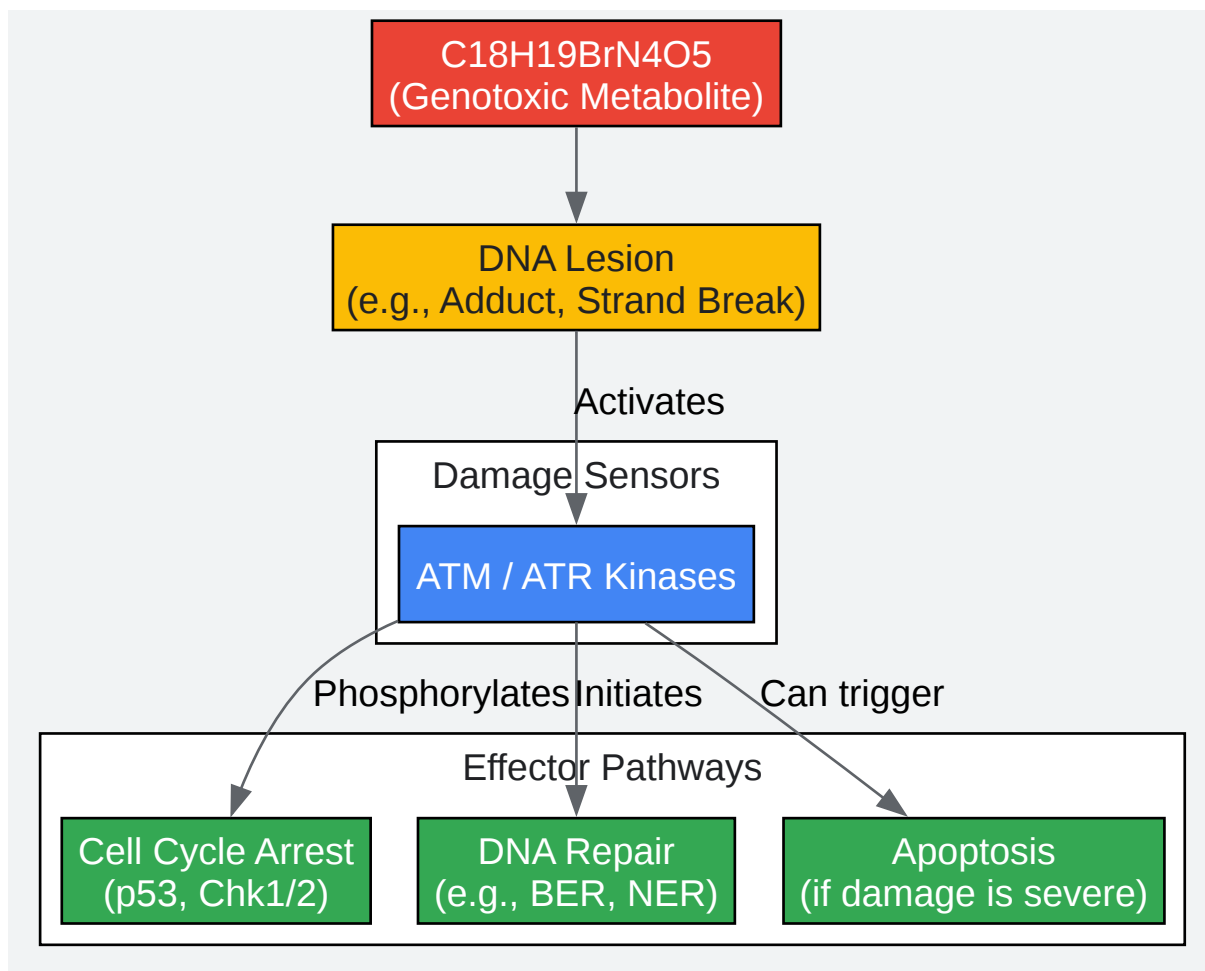 C18H19BrN4O5
(Genotoxic Metabolite)
DNA Lesion
(e.g., Adduct, Strand Break)
Activates
Damage Sensors
ATM / ATR Kinases
Phosphorylates
Initiates
Can trigger
Effector Pathways
Cell Cycle Arrest
(p53, Chk1/2)
DNA Repair
(e.g., BER, NER)
Apoptosis
(if damage is severe)